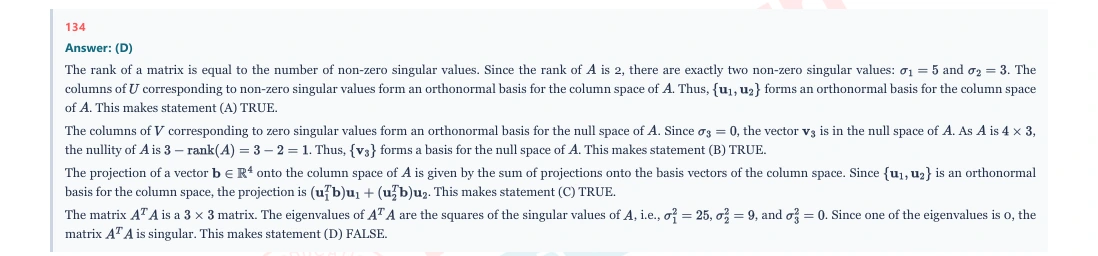 134
Answer: (D)
The rank of a matrix is equal to the number of non-zero singular values. Since the rank of A is 2, there are exactly two non-zero singular values: σ₁ = 5 and σ₂ = 3. The
columns of U corresponding to non-zero singular values form an orthonormal basis for the column space of A. Thus, {u₁, u₂} forms an orthonormal basis for the column space
of A. This makes statement (A) TRUE.
The columns of V corresponding to zero singular values form an orthonormal basis for the null space of A. Since σ₃ = 0, the vector v₃ is in the null space of A. As A is 4 × 3,
the nullity of A is 3 − rank(A) = 3 − 2 = 1. Thus, {v₃} forms a basis for the null space of A. This makes statement (B) TRUE.
The projection of a vector b ∈ ℝ⁴ onto the column space of A is given by the sum of projections onto the basis vectors of the column space. Since {u₁, u₂} is an orthonormal
basis for the column space, the projection is (u₁ᵀb)u₁ + (u₂ᵀb)u₂. This makes statement (C) TRUE.
The matrix AᵀA is a 3 × 3 matrix. The eigenvalues of AᵀA are the squares of the singular values of A, i.e., σ₁² = 25, σ₂² = 9, and σ₃² = 0. Since one of the eigenvalues is 0, the
matrix AᵀA is singular. This makes statement (D) FALSE.